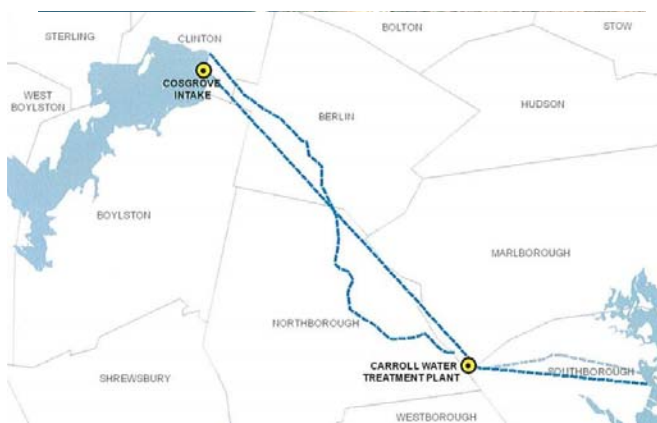 STERLING
CLINTON
BOLTON
STOW
COSGROVE
INTAKE
WEST
BOYLSTON
HUDSON
BERLIN
BOYLSTON
MARLBOROUGH
NORTHBOROUGH
CARROLL WATER
TREATMENT PLANT
SOUTHBOROUGH
SHREWSBURY
WESTBOROUGH